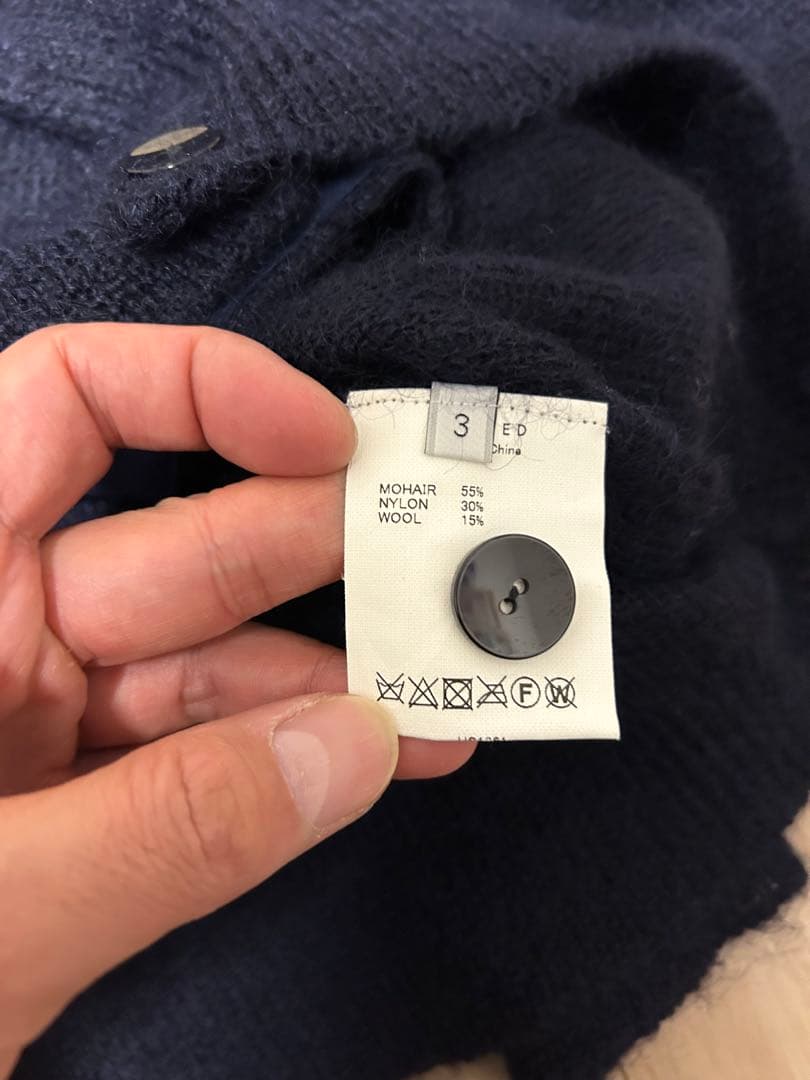 3
E D
China
MOHAIR 55%
NYLON 30%
WOOL 15%
F W